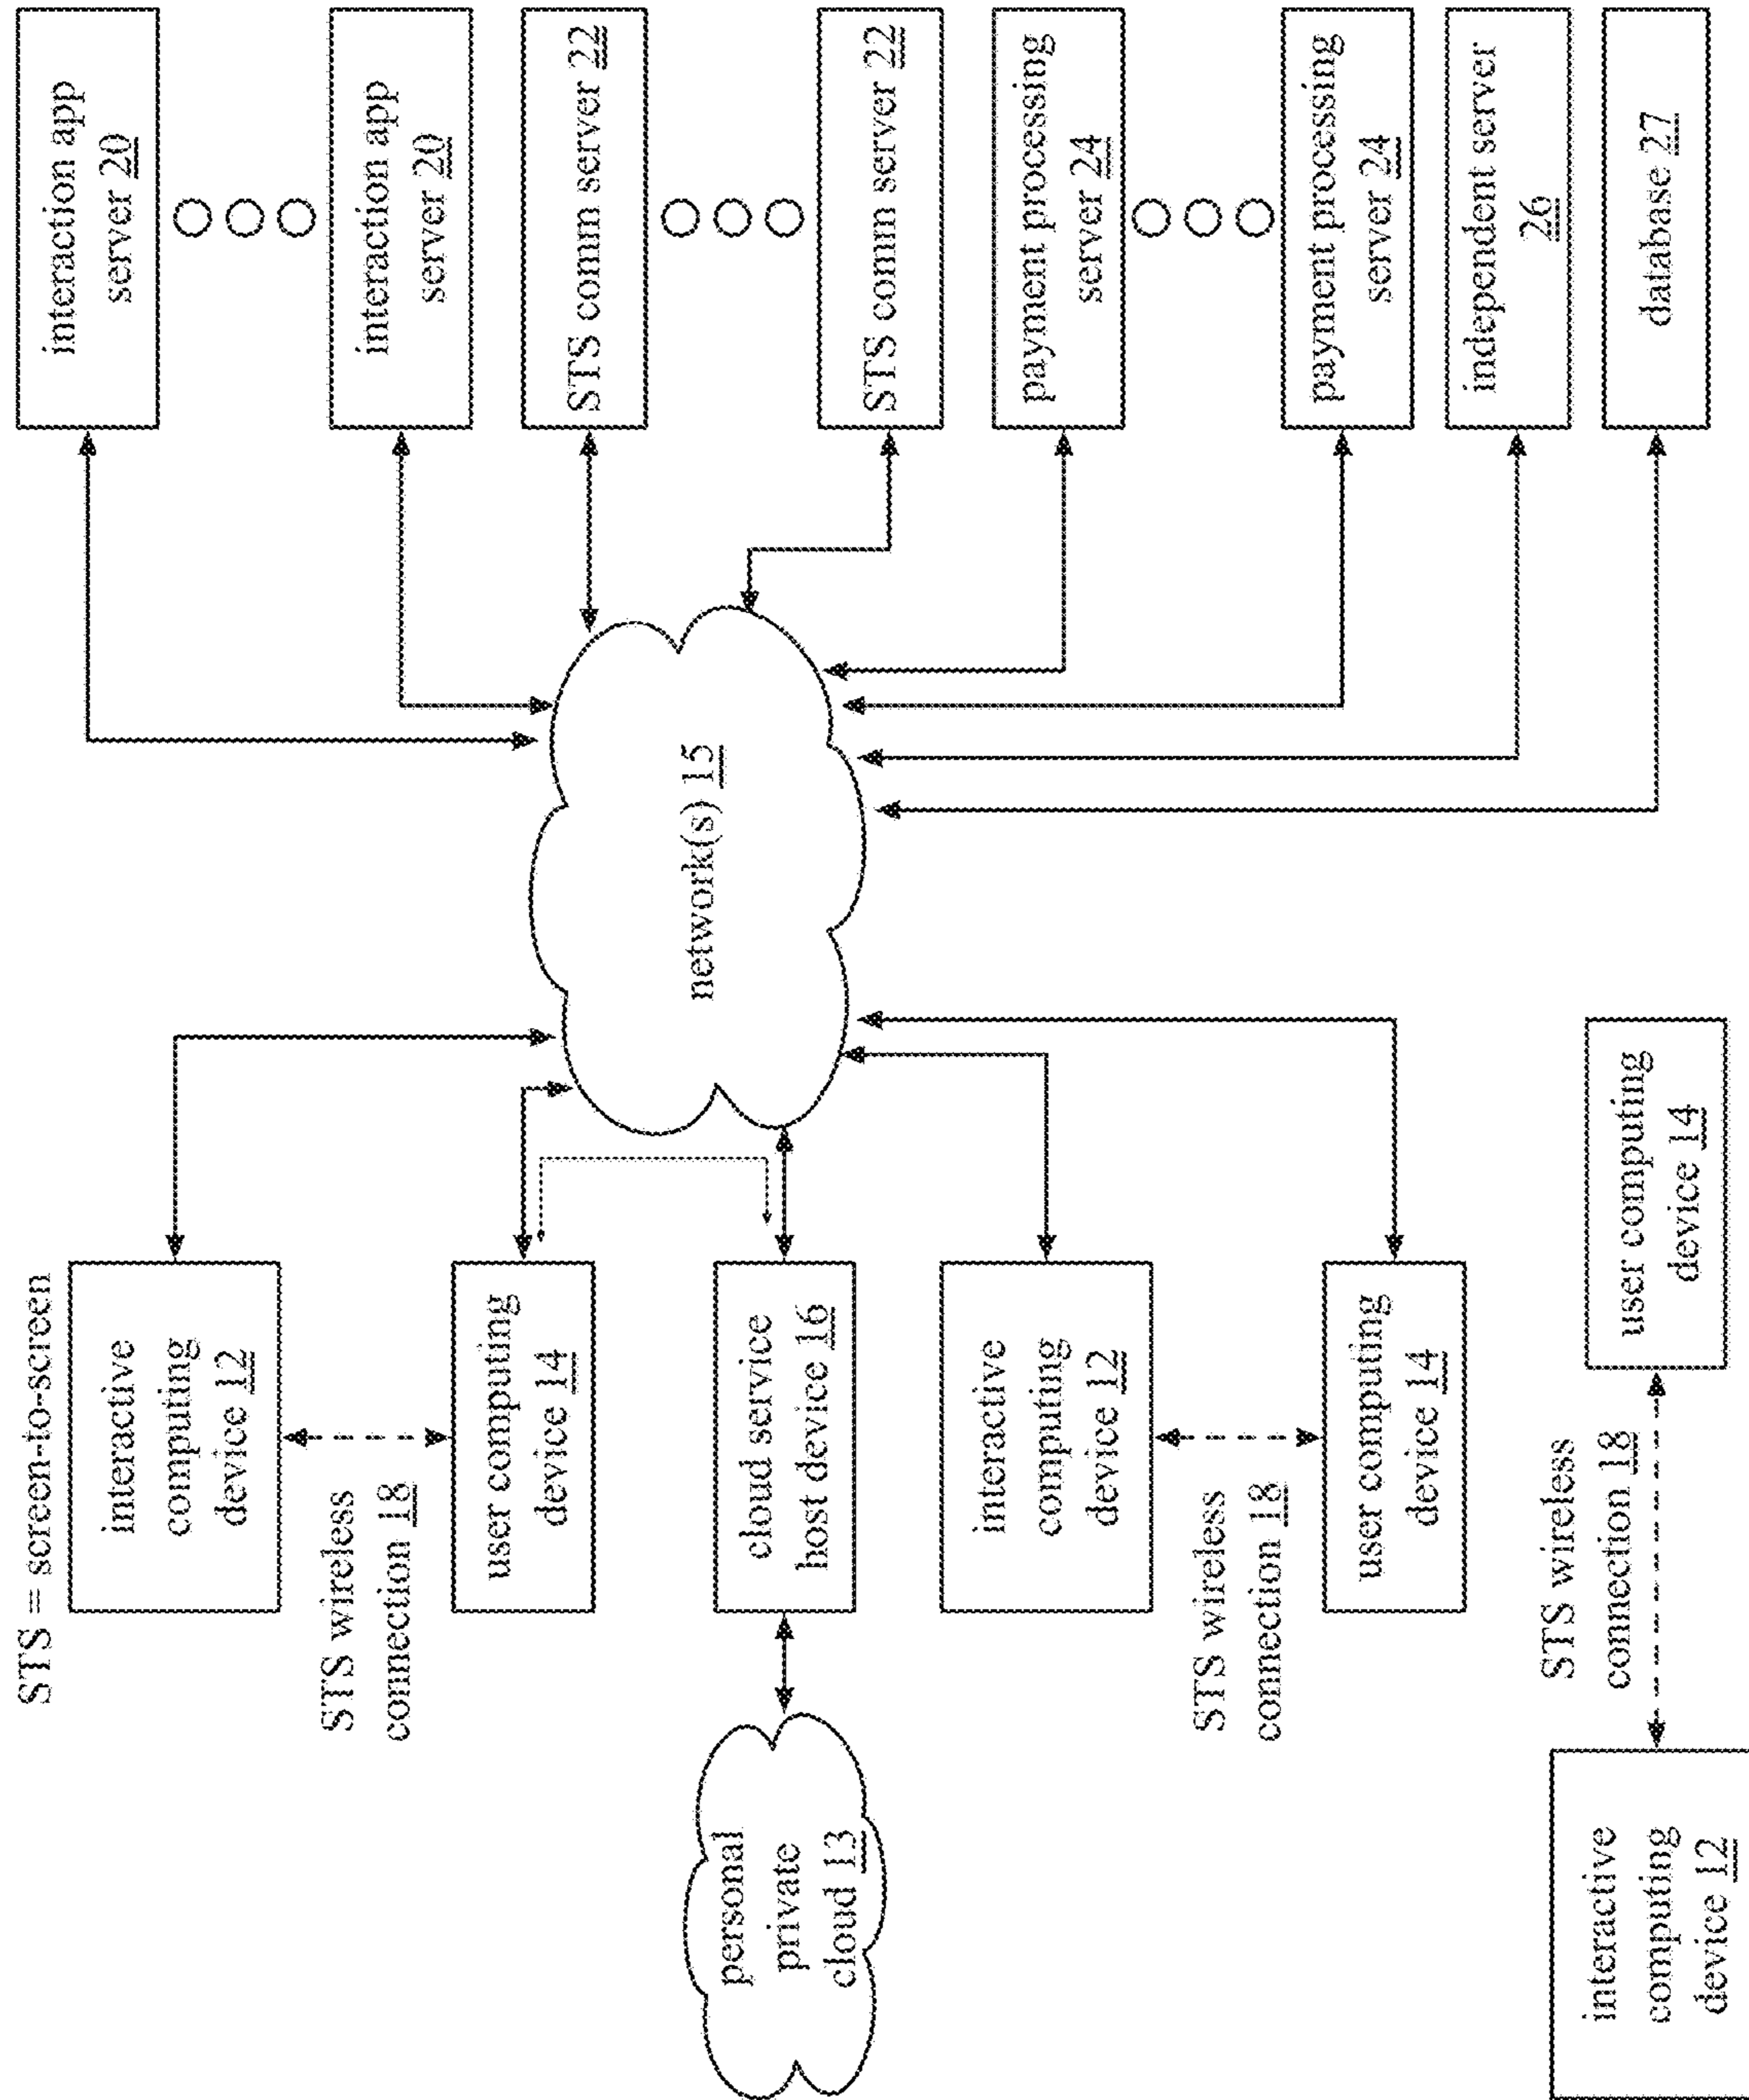 STS = screen-to-screen
interactive
computing
device 12
STS wireless
connection 18
user computing
device 14
personal
private
cloud 13
cloud service
host device 16
interactive
computing
device 12
STS wireless
connection 18
user computing
device 14
interactive
computing
device 12
STS wireless
connection 18
user computing
device 14
network(s) 15
interaction app
server 20
interaction app
server 20
STS comm server 22
STS comm server 22
payment processing
server 24
payment processing
server 24
independent server
26
database 27